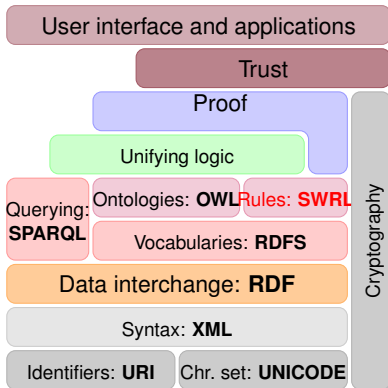 User interface and applications
Trust
Proof
Unifying logic
Querying:
SPARQL
Ontologies: OWL
Rules: SWRL
Vocabularies: RDFS
Cryptography
Data interchange: RDF
Syntax: XML
Identifiers: URI
Chr. set: UNICODE